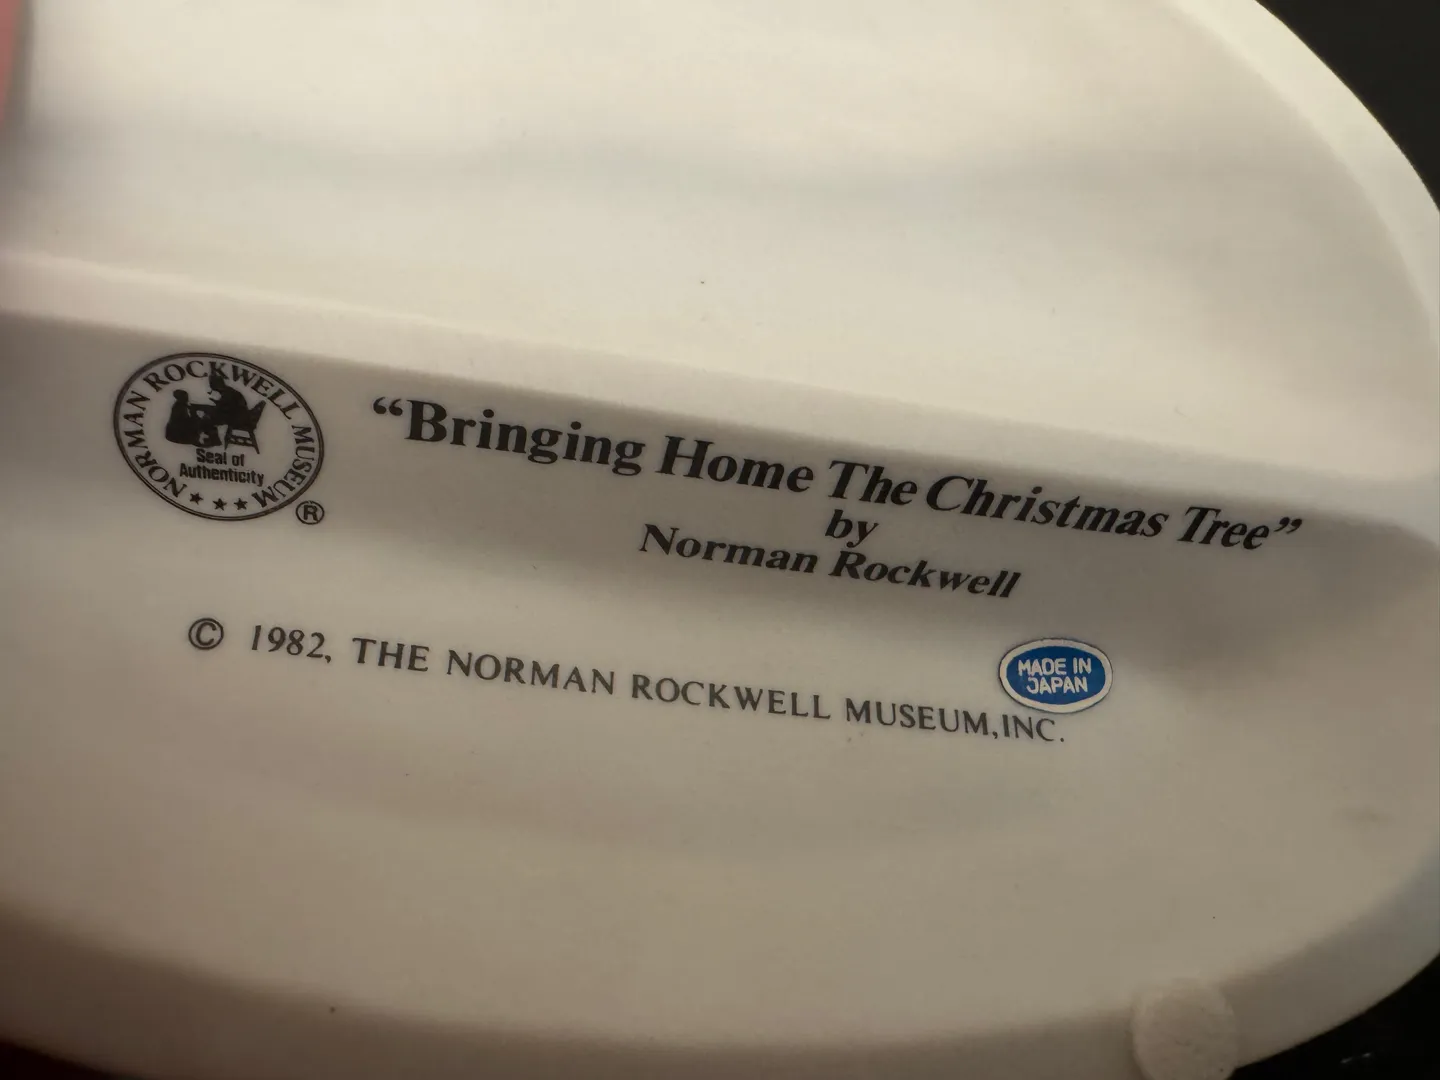 NORMAN ROCKWELL MUSEUM
Seal of
Authenticity
®
“Bringing Home The Christmas Tree”
by
Norman Rockwell
© 1982, THE NORMAN ROCKWELL MUSEUM,INC.
MADE IN
JAPAN